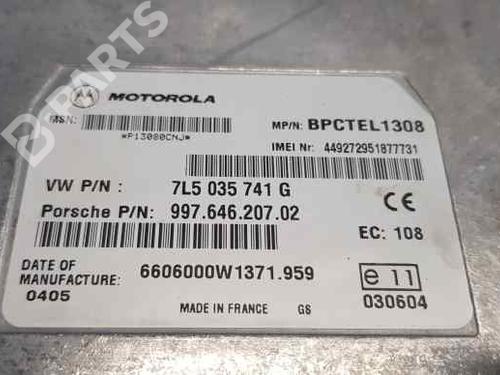 B-PARTS
MOTOROLA
MSN:
*P13080CNJ*
MP/N: BPCTEL1308
IMEI Nr: 449272951877731
VW P/N : 7L5 035 741 G
Porsche P/N: 997.646.207.02
CE
EC: 108
DATE OF
MANUFACTURE: 6606000W1371.959
0405
e 11
030604
MADE IN FRANCE GS